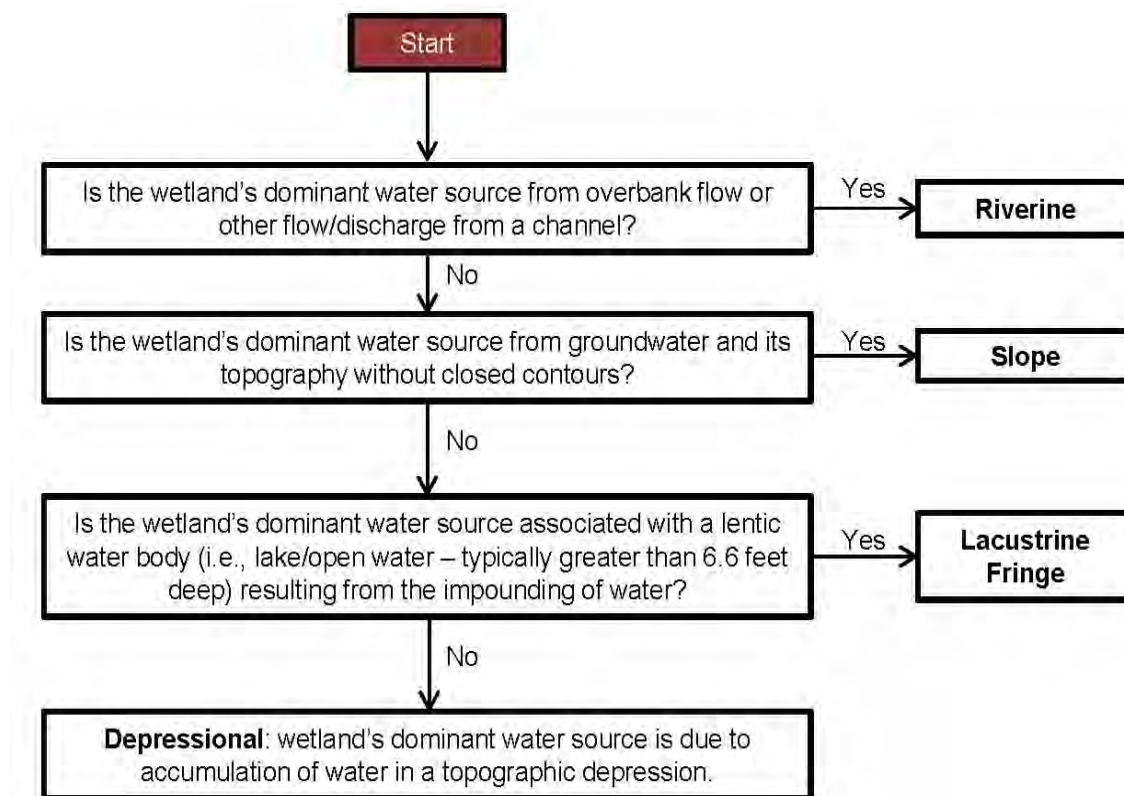 Start
Is the wetland’s dominant water source from overbank flow or
other flow/discharge from a channel?
Yes
Riverine
No
Is the wetland’s dominant water source from groundwater and its
topography without closed contours?
Yes
Slope
No
Is the wetland’s dominant water source associated with a lentic
water body (i.e., lake/open water – typically greater than 6.6 feet
deep) resulting from the impounding of water?
Yes
Lacustrine
Fringe
No
Depressional: wetland’s dominant water source is due to
accumulation of water in a topographic depression.